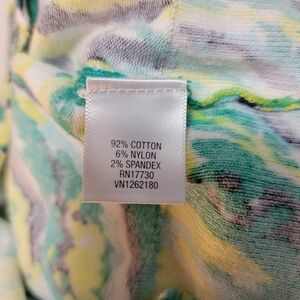 92% COTTON
6% NYLON
2% SPANDEX
RN17730
VN1262180